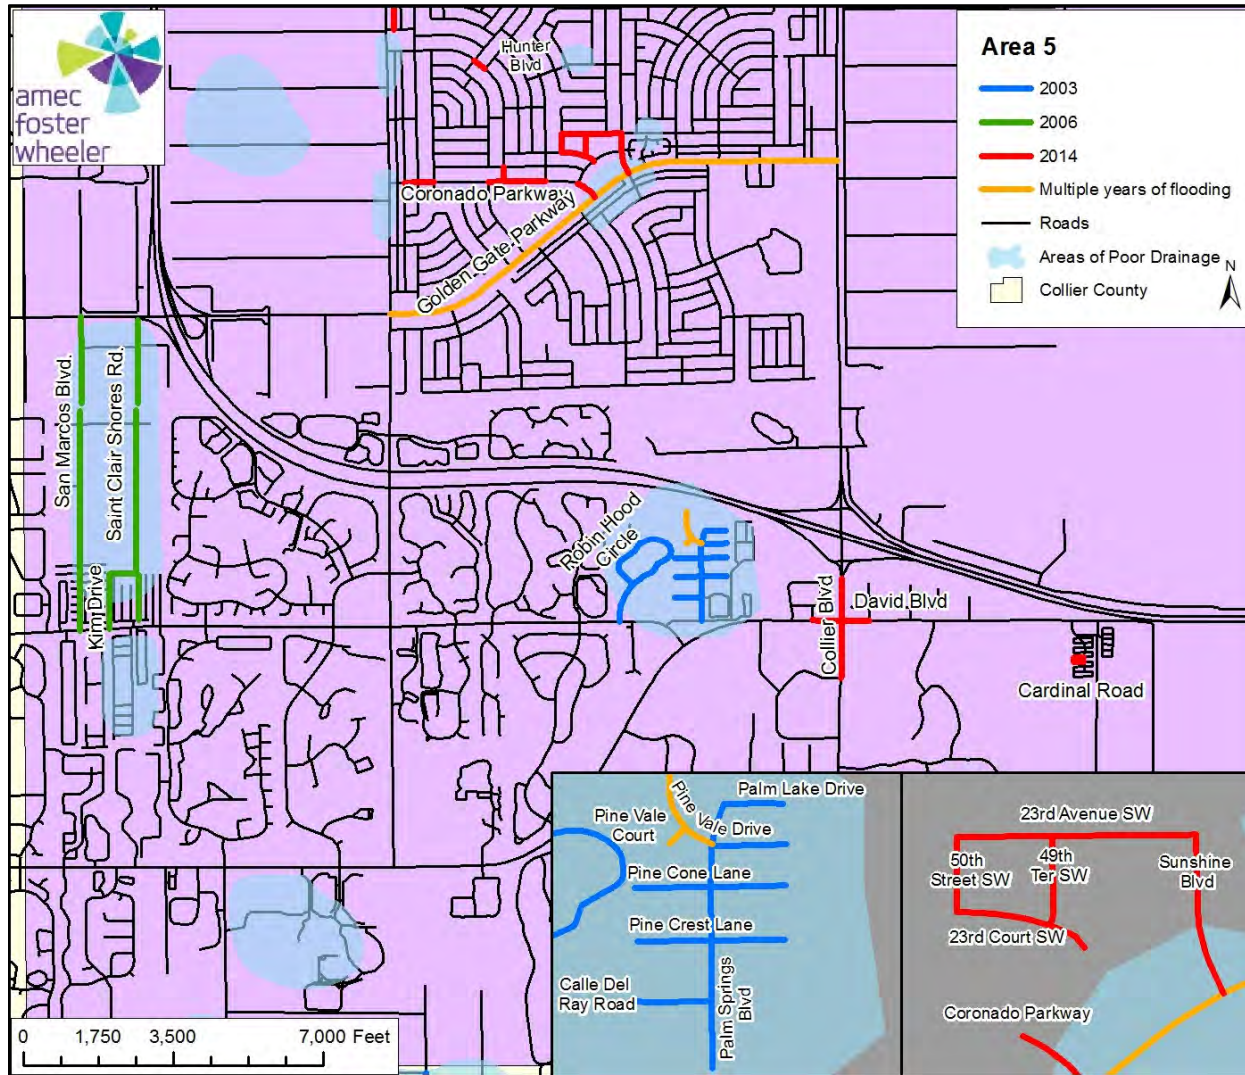 amec
foster
wheeler
Hunter
Blvd
Area 5
2003
2006
2014
Multiple years of flooding
Roads
Areas of Poor Drainage
Collier County
N
Coronado Parkwa
Golden Gate Parkway
San Marcos Blvd.
Saint Clair Shores Rd.
Kim Drive
Robin Hood
Circle
Collier Blvd
David Blvd
Cardinal Road
Palm Lake Drive
Pine Vale
Court
Pine Vale Drive
Pine Cone Lane
Pine Crest Lane
Calle Del
Ray Road
Palm Springs
Blvd
23rd Avenue SW
50th
Street SW
49th
Ter SW
Sunshine
Blvd
23rd Court SW
Coronado Parkway
0 1,750 3,500 7,000 Feet